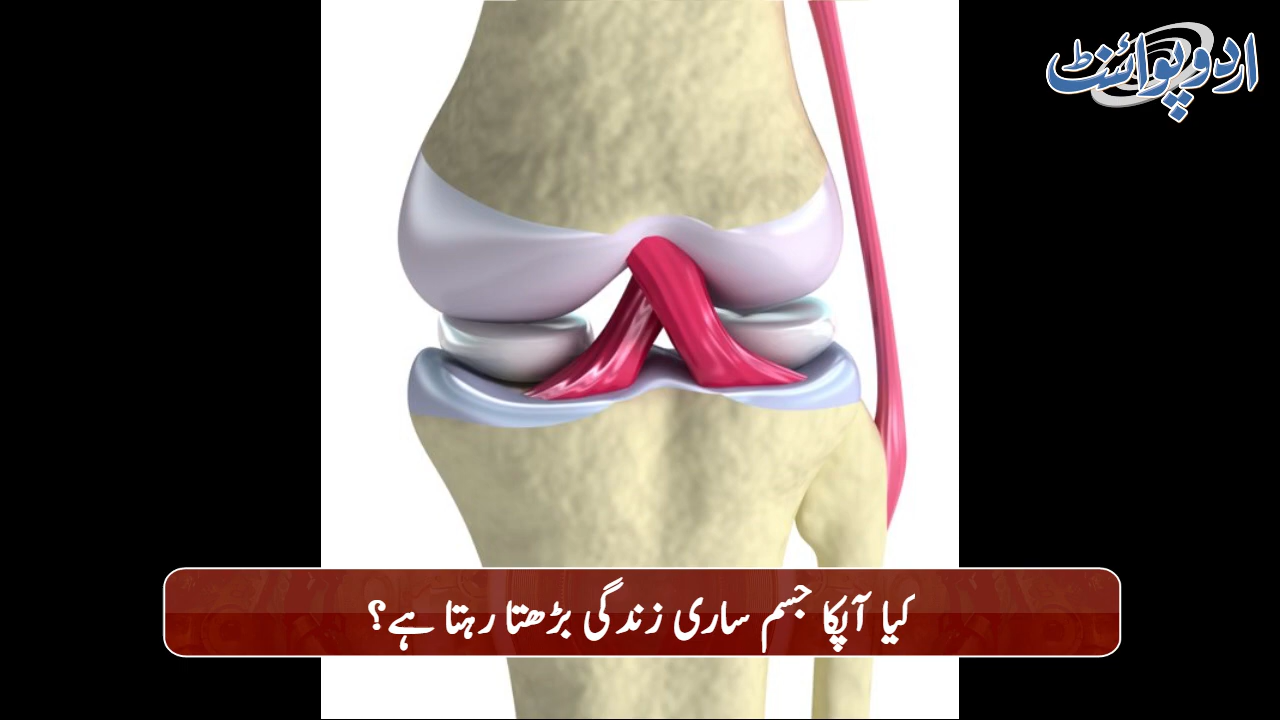 اردو پوائنٹ
کیا آپکا جسم ساری زندگی بڑھتا رہتا ہے؟